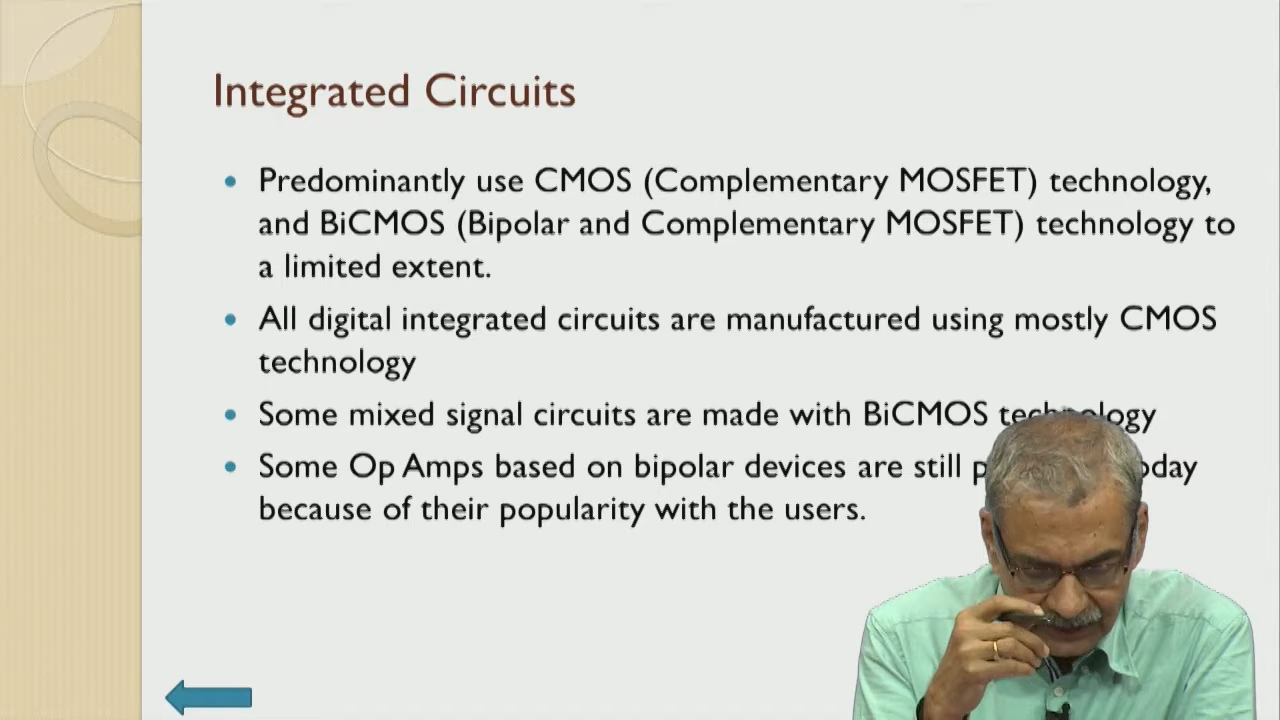 Integrated Circuits
• Predominantly use CMOS (Complementary MOSFET) technology,
and BiCMOS (Bipolar and Complementary MOSFET) technology to
a limited extent.
• All digital integrated circuits are manufactured using mostly CMOS
technology
• Some mixed signal circuits are made with BiCMOS technology
• Some Op Amps based on bipolar devices are still
because of their popularity with the users.